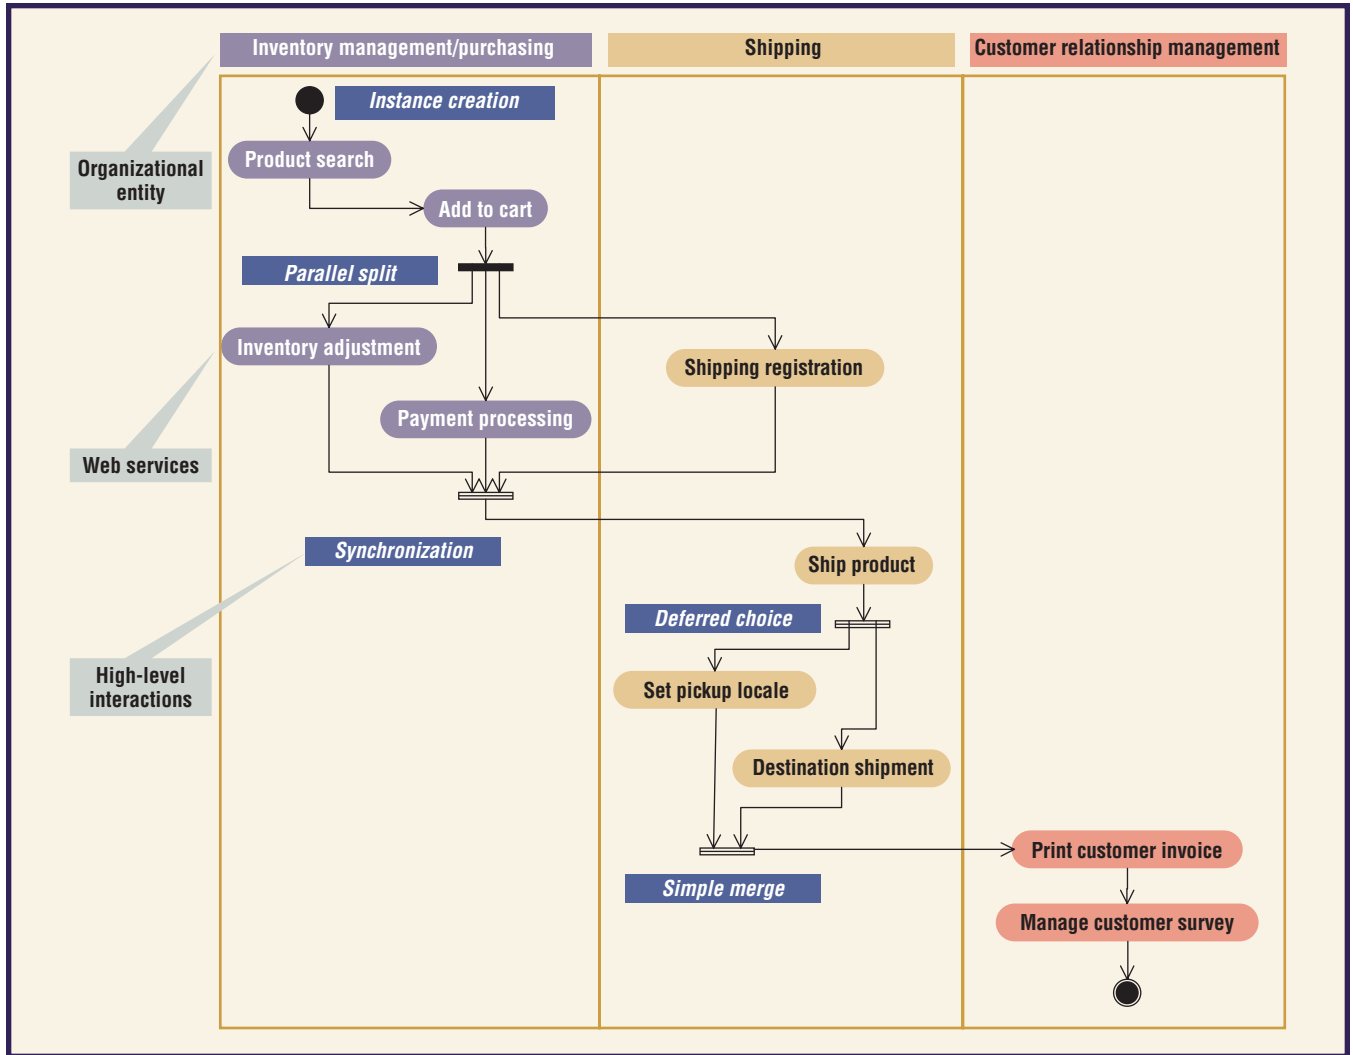 Inventory management/purchasing
Shipping
Customer relationship management
Instance creation
Organizational
entity
Product search
Add to cart
Parallel split
Inventory adjustment
Shipping registration
Payment processing
Web services
Synchronization
Ship product
Deferred choice
High-level
interactions
Set pickup locale
Destination shipment
Print customer invoice
Simple merge
Manage customer survey